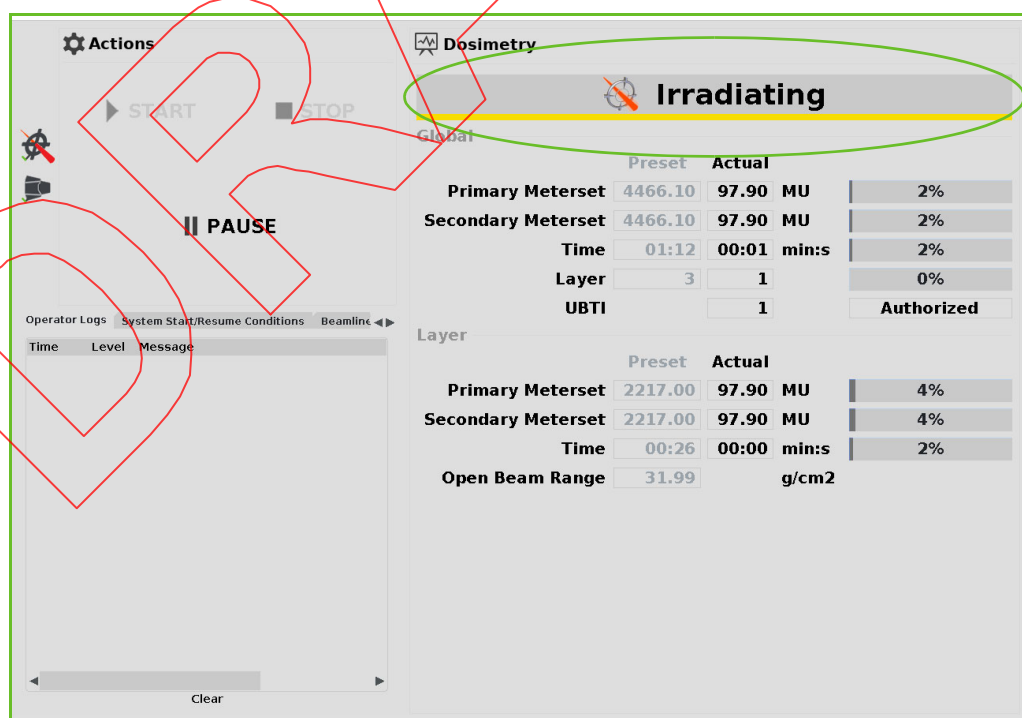 Actions
START STOP
PAUSE
Operator Logs System Start/Resume Conditions
Time Level Message
Clear
Dosimetry
Irradiating
Global
Preset Actual
Primary Meterset 4466.10 97.90 MU 2%
Secondary Meterset 4466.10 97.90 MU 2%
Time 01:12 00:01 min:s 2%
Layer 3 1 0%
UBTI 1 Authorized
Layer
Preset Actual
Primary Meterset 2217.00 97.90 MU 4%
Secondary Meterset 2217.00 97.90 MU 4%
Time 00:26 00:00 min:s 2%
Open Beam Range 31.99 g/cm2